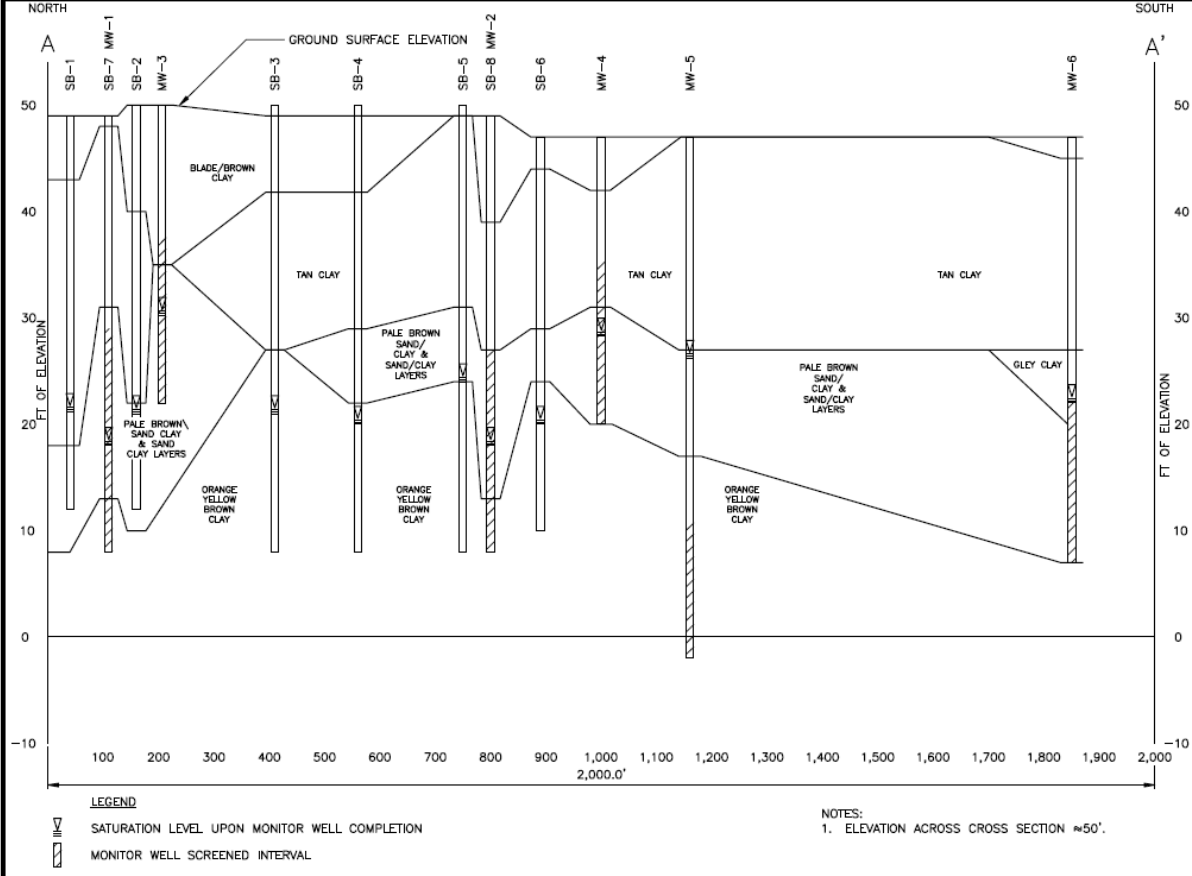 NORTH
SOUTH
A
A'
SB-1
SB-7 MW-1
SB-2
MW-3
SB-3
SB-4
SB-5
SB-8 MW-2
SB-6
MW-4
MW-5
MW-6
GROUND SURFACE ELEVATION
50
40
30
20
10
0
-10
FT OF ELEVATION
50
40
30
20
10
0
-10
FT OF ELEVATION
BLADE/BROWN
CLAY
TAN CLAY
TAN CLAY
TAN CLAY
PALE BROWN
SAND/
CLAY &
SAND/CLAY
LAYERS
PALE BROWN
SAND/
CLAY &
SAND/CLAY
LAYERS
GLEY CLAY
PALE BROWN\
SAND CLAY
& SAND
CLAY LAYERS
ORANGE
YELLOW
BROWN
CLAY
ORANGE
YELLOW
BROWN
CLAY
ORANGE
YELLOW
BROWN
CLAY
100 200 300 400 500 600 700 800 900 1,000 1,100 1,200 1,300 1,400 1,500 1,600 1,700 1,800 1,900 2,000
2,000.0'
LEGEND
SATURATION LEVEL UPON MONITOR WELL COMPLETION
MONITOR WELL SCREENED INTERVAL
NOTES:
1. ELEVATION ACROSS CROSS SECTION ≈50'.